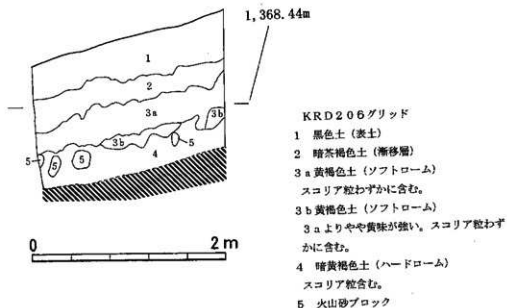 1,368.44m
1
2
3a
3b
3b
5
5
5
5
4
0 2m
KRD206グリッド
1 黒色土（表土）
2 暗茶褐色土（漸移層）
3a黄褐色土（ソフトローム）
スコリア粒わずかに含む。
3b黄褐色土（ソフトローム）
3aよりやや黄味が強い。スコリア粒わず
かに含む。
4 暗黄褐色土（ハードローム）
スコリア粒含む。
5 火山砂ブロック